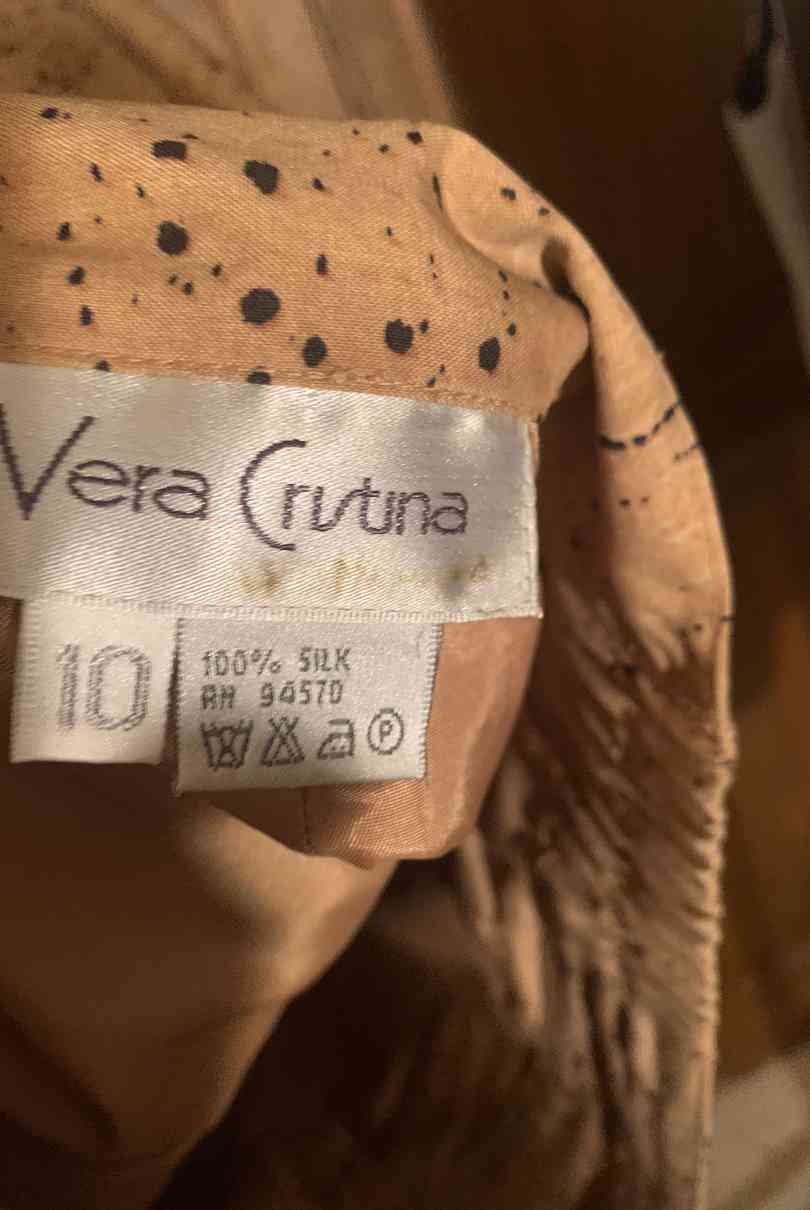 Vera Cristina
10
100% SILK
RN 94570
P